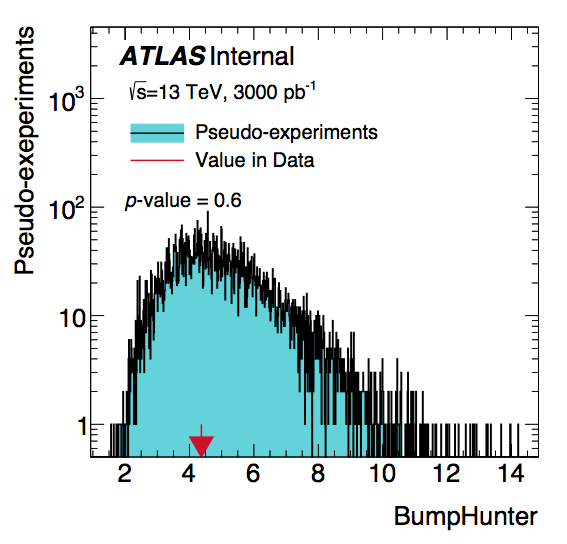 ATLAS Internal
√s=13 TeV, 3000 pb-1
Pseudo-experiments
Value in Data
p-value = 0.6
Pseudo-exeperiments
103
102
10
1
2 4 6 8 10 12 14
BumpHunter